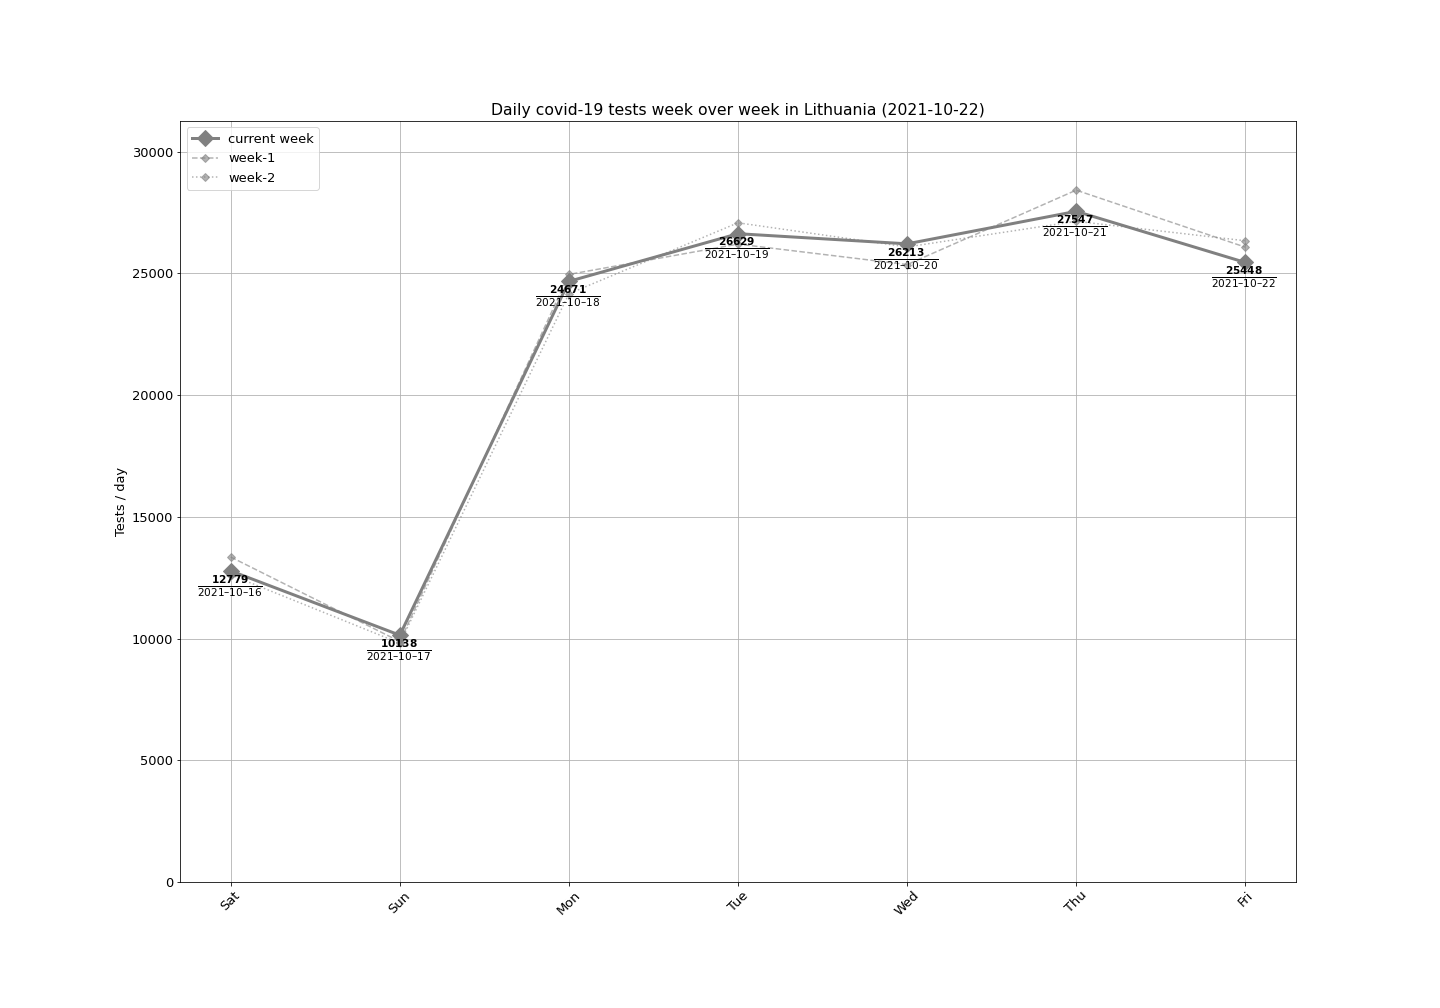 Daily covid-19 tests week over week in Lithuania (2021-10-22)
current week
week-1
week-2
30000
25000
20000
15000
10000
5000
0
Tests / day
12779
2021–10–16
10138
2021–10–17
24671
2021–10–18
26629
2021–10–19
26213
2021–10–20
27547
2021–10–21
25448
2021–10–22
Sat
Sun
Mon
Tue
Wed
Thu
Fri